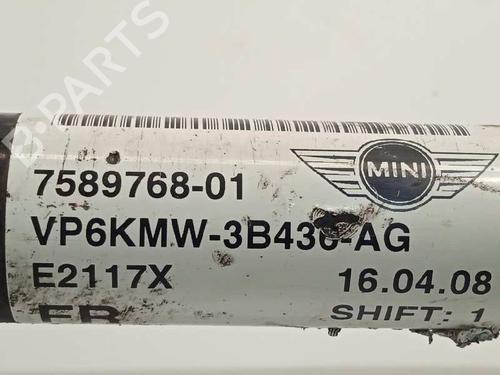 B-PARTS
MINI
7589768-01
VP6KMW-3B436-AG
E2117X
16.04.08
SHIFT: 1